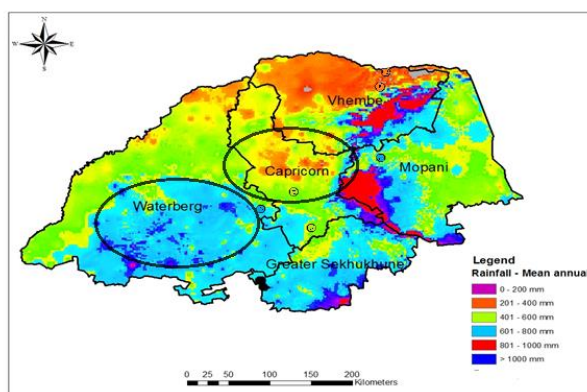 N
W E
S
Vhembe
Capricorn
Mopani
Waterberg
Greater Sekhukhune
Legend
Rainfall - Mean annual
0 - 200 mm
201 - 400 mm
401 - 600 mm
601 - 800 mm
801 - 1000 mm
> 1000 mm
0 25 50 100 150 200
Kilometers